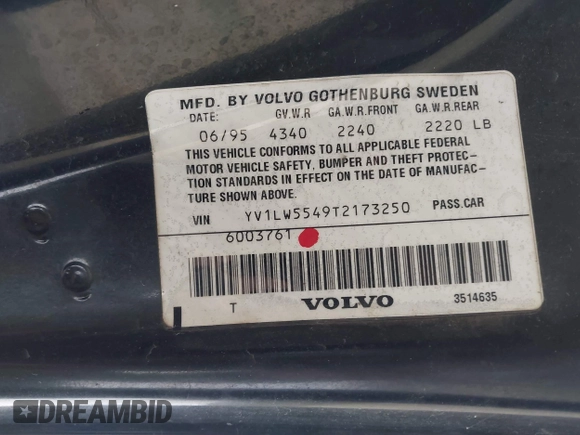 MFD. BY VOLVO GOTHENBURG SWEDEN
DATE: GV.W.R GA.W.R.FRONT GA.W.R.REAR
06/95 4340 2240 2220 LB
THIS VEHICLE CONFORMS TO ALL APPLICABLE FEDERAL
MOTOR VEHICLE SAFETY, BUMPER AND THEFT PROTEC-
TION STANDARDS IN EFFECT ON THE DATE OF MANUFAC-
TURE SHOWN ABOVE.
VIN YV1LW5549T2173250 PASS.CAR
6003761
T VOLVO 3514635
DREAMBID